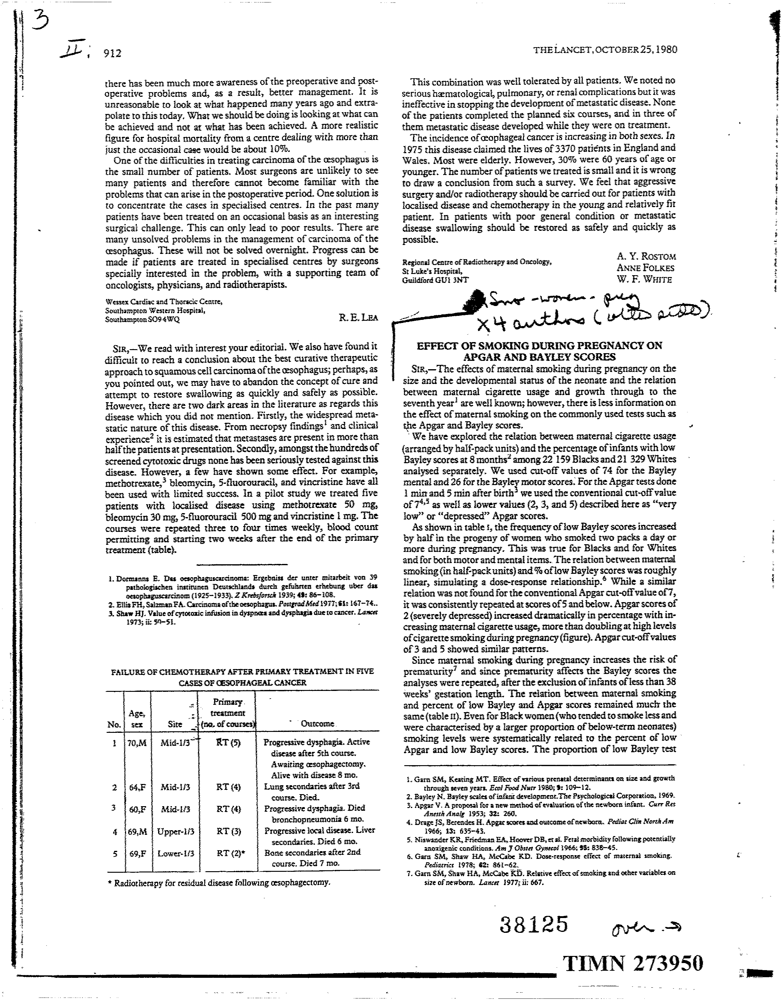 3
II; 912
THE LANCET, OCTOBER 25, 1980
there has been much more awareness of the preoperative and post-
operative problems and, as a result, better management. It is
unreasonable to look at what happened many years ago and extra-
polate to this today. What we should be doing is looking at what can
be achieved and not at what has been achieved. A more realistic
figure for hospital mortality from a centre dealing with more than
just the occasional case would be about 10%.
One of the difficulties in treating carcinoma of the œsophagus is
the small number of patients. Most surgeons are unlikely to see
many patients and therefore cannot become familiar with the
problems that can arise in the postoperative period. One solution is
to concentrate the cases in specialised centres. In the past many
patients have been treated on an occasional basis as an interesting
surgical challenge. This can only lead to poor results. There are
many unsolved problems in the management of carcinoma of the
œsophagus. These will not be solved overnight. Progress can be
made if patients are treated in specialised centres by surgeons
specially interested in the problem, with a supporting team of
oncologists, physicians, and radiotherapists.
Wessex Cardiac and Thoracic Centre,
Southampton Western Hospital,
Southampton SO9 4WQ
R. E. LEA
SIR,—We read with interest your editorial. We also have found it
difficult to reach a conclusion about the best curative therapeutic
approach to squamous cell carcinoma of the œsophagus; perhaps, as
you pointed out, we may have to abandon the concept of cure and
attempt to restore swallowing as quickly and safely as possible.
However, there are two dark areas in the literature as regards this
disease which you did not mention. Firstly, the widespread meta-
static nature of this disease. From necropsy findings¹ and clinical
experience² it is estimated that metastases are present in more than
half the patients at presentation. Secondly, amongst the hundreds of
screened cytotoxic drugs none has been seriously tested against this
disease. However, a few have shown some effect. For example,
methotrexate,³ bleomycin, 5-fluorouracil, and vincristine have all
been used with limited success. In a pilot study we treated five
patients with localised disease using methotrexate 50 mg,
bleomycin 30 mg, 5-fluorouracil 500 mg and vincristine 1 mg. The
courses were repeated three to four times weekly, blood count
permitting and starting two weeks after the end of the primary
treatment (table).
1. Dormanns E. Das oesophaguscarcinoma: Ergebniss der unter mitarbeit von 39
pathologischen instituten Deutschlands durch gefuhrten erhebung uber das
oesophaguscarcinom (1925–1933). Z Krebsforsch 1939; 49: 86–108.
2. Ellis FH, Salzman FA. Carcinoma of the oesophagus. Postgrad Med 1977; 61: 167–74..
3. Shaw HJ. Value of cytotoxic infusion in dyspnœa and dysphagia due to cancer. Lancet
1973; ii: 50–51.
FAILURE OF CHEMOTHERAPY AFTER PRIMARY TREATMENT IN FIVE
CASES OF ŒSOPHAGEAL CANCER
No. Age, sex Site Primary treatment (no. of courses) Outcome
1 70,M Mid-1/3 RT (5) Progressive dysphagia. Active
disease after 5th course.
Awaiting œsophagectomy.
Alive with disease 8 mo.
2 64,F Mid-1/3 RT (4) Lung secondaries after 3rd
course. Died.
3 60,F Mid-1/3 RT (4) Progressive dysphagia. Died
bronchopneumonia 6 mo.
4 69,M Upper-1/3 RT (3) Progressive local disease. Liver
secondaries. Died 6 mo.
5 69,F Lower-1/3 RT (2)* Bone secondaries after 2nd
course. Died 7 mo.
* Radiotherapy for residual disease following œsophagectomy.
This combination was well tolerated by all patients. We noted no
serious hæmatological, pulmonary, or renal complications but it was
ineffective in stopping the development of metastatic disease. None
of the patients completed the planned six courses, and in three of
them metastatic disease developed while they were on treatment.
The incidence of œophageal cancer is increasing in both sexes. In
1975 this disease claimed the lives of 3370 patients in England and
Wales. Most were elderly. However, 30% were 60 years of age or
younger. The number of patients we treated is small and it is wrong
to draw a conclusion from such a survey. We feel that aggressive
surgery and/or radiotherapy should be carried out for patients with
localised disease and chemotherapy in the young and relatively fit
patient. In patients with poor general condition or metastatic
disease swallowing should be restored as safely and quickly as
possible.
Regional Centre of Radiotherapy and Oncology,
St Luke's Hospital,
Guildford GU1 3NT
A. Y. ROSTOM
ANNE FOLKES
W. F. WHITE
Smo - women - preg
X 4 authors
EFFECT OF SMOKING DURING PREGNANCY ON
APGAR AND BAYLEY SCORES
SIR,—The effects of maternal smoking during pregnancy on the
size and the developmental status of the neonate and the relation
between maternal cigarette usage and growth through to the
seventh year¹ are well known; however, there is less information on
the effect of maternal smoking on the commonly used tests such as
the Apgar and Bayley scores.
We have explored the relation between maternal cigarette usage
(arranged by half-pack units) and the percentage of infants with low
Bayley scores at 8 months² among 22 159 Blacks and 21 329 Whites
analysed separately. We used cut-off values of 74 for the Bayley
mental and 26 for the Bayley motor scores. For the Apgar tests done
1 min and 5 min after birth³ we used the conventional cut-off value
of 7⁴,⁵ as well as lower values (2, 3, and 5) described here as "very
low" or "depressed" Apgar scores.
As shown in table I, the frequency of low Bayley scores increased
by half in the progeny of women who smoked two packs a day or
more during pregnancy. This was true for Blacks and for Whites
and for both motor and mental items. The relation between maternal
smoking (in half-pack units) and % of low Bayley scores was roughly
linear, simulating a dose-response relationship.⁶ While a similar
relation was not found for the conventional Apgar cut-off value of 7,
it was consistently repeated at scores of 5 and below. Apgar scores of
2 (severely depressed) increased dramatically in percentage with in-
creasing maternal cigarette usage, more than doubling at high levels
of cigarette smoking during pregnancy (figure). Apgar cut-off values
of 3 and 5 showed similar patterns.
Since maternal smoking during pregnancy increases the risk of
prematurity⁷ and since prematurity affects the Bayley scores the
analyses were repeated, after the exclusion of infants of less than 38
weeks' gestation length. The relation between maternal smoking
and percent of low Bayley and Apgar scores remained much the
same (table II). Even for Black women (who tended to smoke less and
were characterised by a larger proportion of below-term neonates)
smoking levels were systematically related to the percent of low
Apgar and low Bayley scores. The proportion of low Bayley test
1. Garn SM, Keating MT. Effect of various prenatal determinants on size and growth
through seven years. Ecol Food Nutr 1980; 9: 109–12.
2. Bayley N. Bayley scales of infant development. The Psychological Corporation, 1969.
3. Apgar V. A proposal for a new method of evaluation of the newborn infant. Curr Res
Anesth Analg 1953; 32: 260.
4. Drage JS, Berendes H. Apgar scores and outcome of newborn. Pediat Clin North Am
1966; 13: 635–43.
5. Niswander KR, Friedman EA, Hoover DB, et al. Fetal morbidity following potentially
anoxigenic conditions. Am J Obstet Gynecol 1966; 95: 838–45.
6. Garn SM, Shaw HA, McCabe KD. Dose-response effect of maternal smoking.
Pediatrics 1978; 62: 861–62.
7. Garn SM, Shaw HA, McCabe KD. Relative effect of smoking and other variables on
size of newborn. Lancet 1977; ii: 667.
38125 over →
TIMN 273950